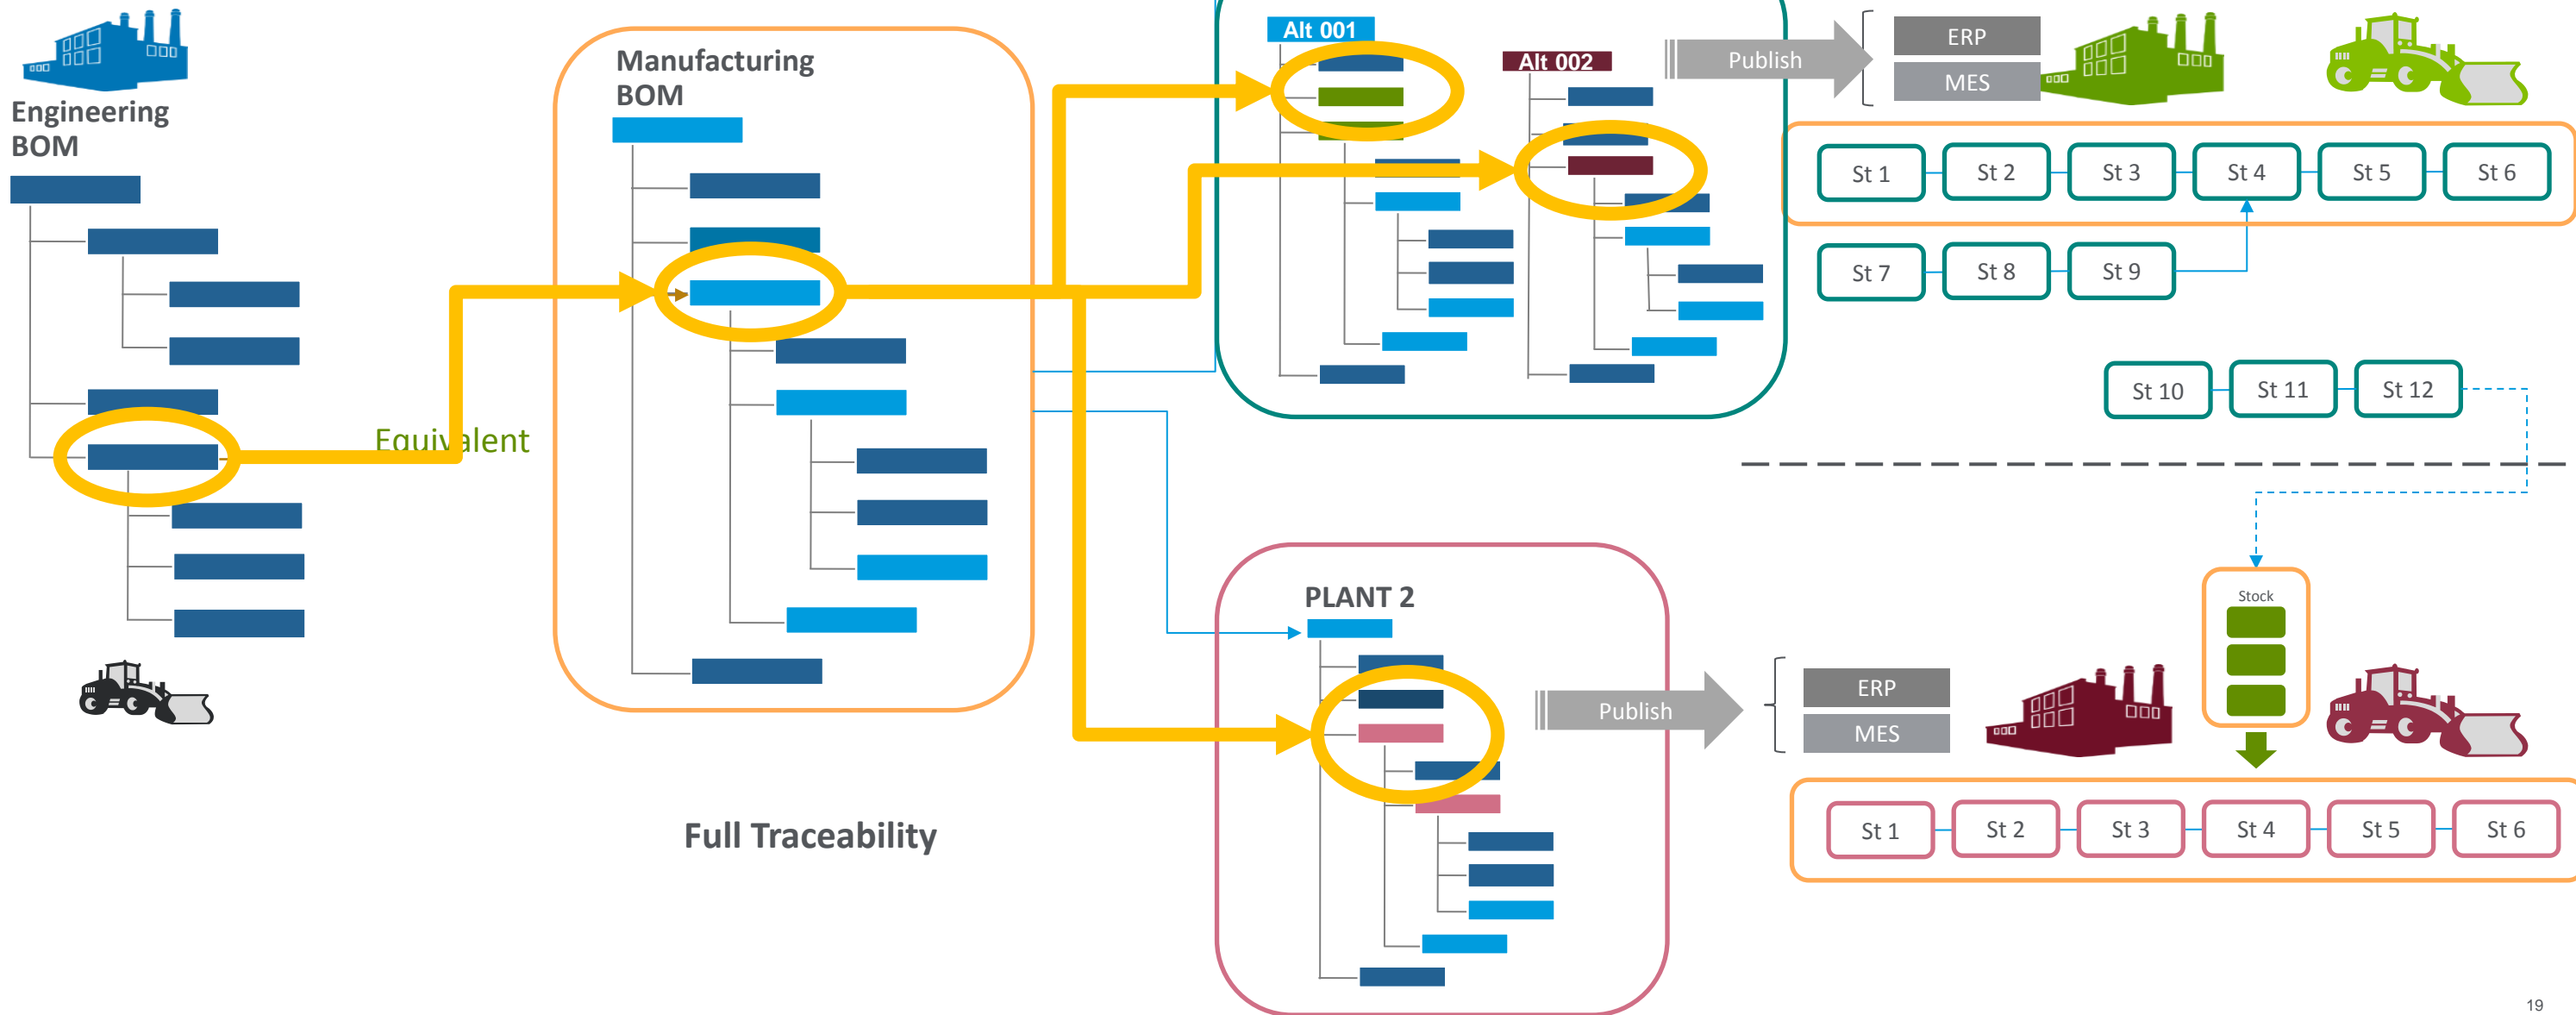 Engineering
BOM
Equivalent
Manufacturing
BOM
Full Traceability
Alt 001
Alt 002
Publish
ERP
MES
St 1
St 2
St 3
St 4
St 5
St 6
St 7
St 8
St 9
St 10
St 11
St 12
PLANT 2
Publish
ERP
MES
Stock
St 1
St 2
St 3
St 4
St 5
St 6
19